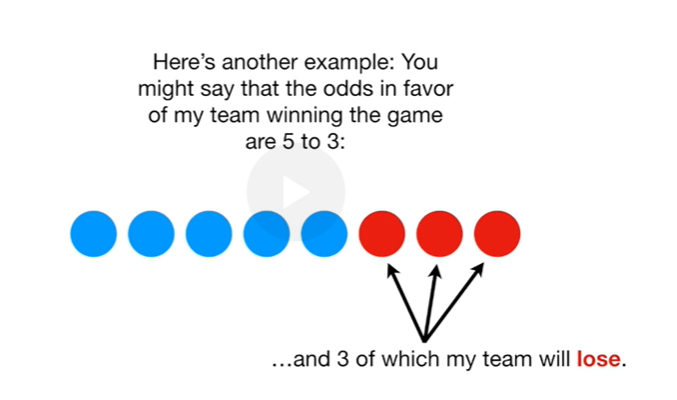 Here's another example: You
might say that the odds in favor
of my team winning the game
are 5 to 3:
…and 3 of which my team will lose.